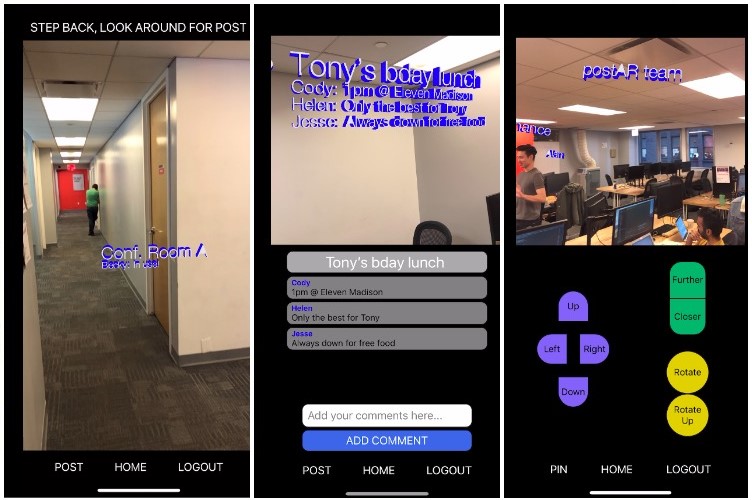 STEP BACK, LOOK AROUND FOR POST
Conf. Room A
Becky: In use!
POST HOME LOGOUT
Tony's bday lunch
Cody: 1pm @ Eleven Madison
Helen: Only the best for Tony
Jesse: Always down for free food
Tony's bday lunch
Cody
1pm @ Eleven Madison
Helen
Only the best for Tony
Jesse
Always down for free food
Add your comments here...
ADD COMMENT
POST HOME LOGOUT
postAR team
Alan
Up
Left Right
Down
Further
Closer
Rotate
Rotate
Up
PIN HOME LOGOUT